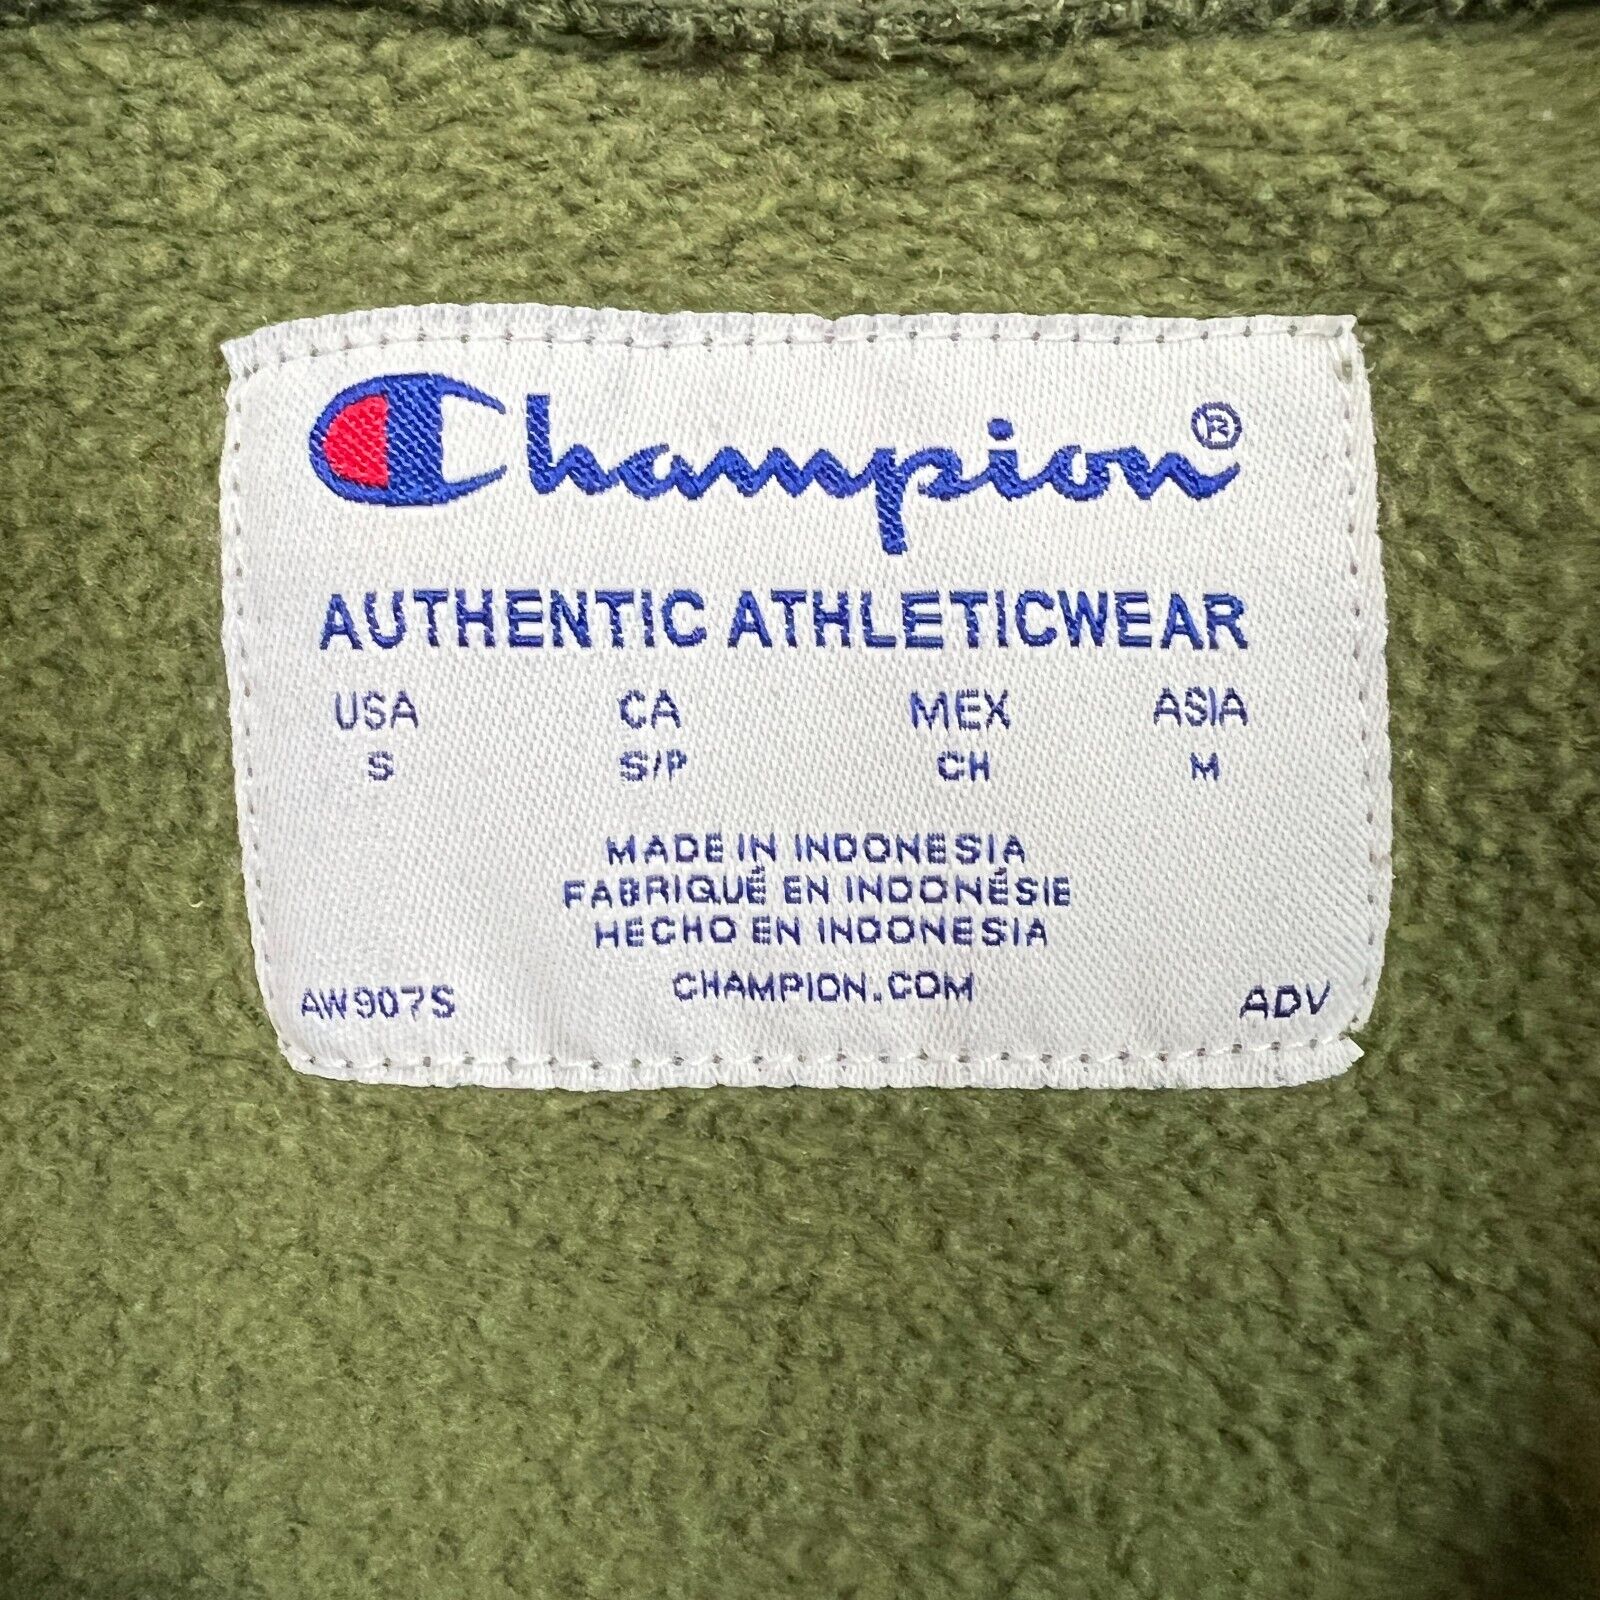 Champion®
AUTHENTIC ATHLETICWEAR
USA CA MEX ASIA
S S/P CH M
MADE IN INDONESIA
FABRIQUÉ EN INDONÉSIE
HECHO EN INDONESIA
CHAMPION.COM
AW907S ADV